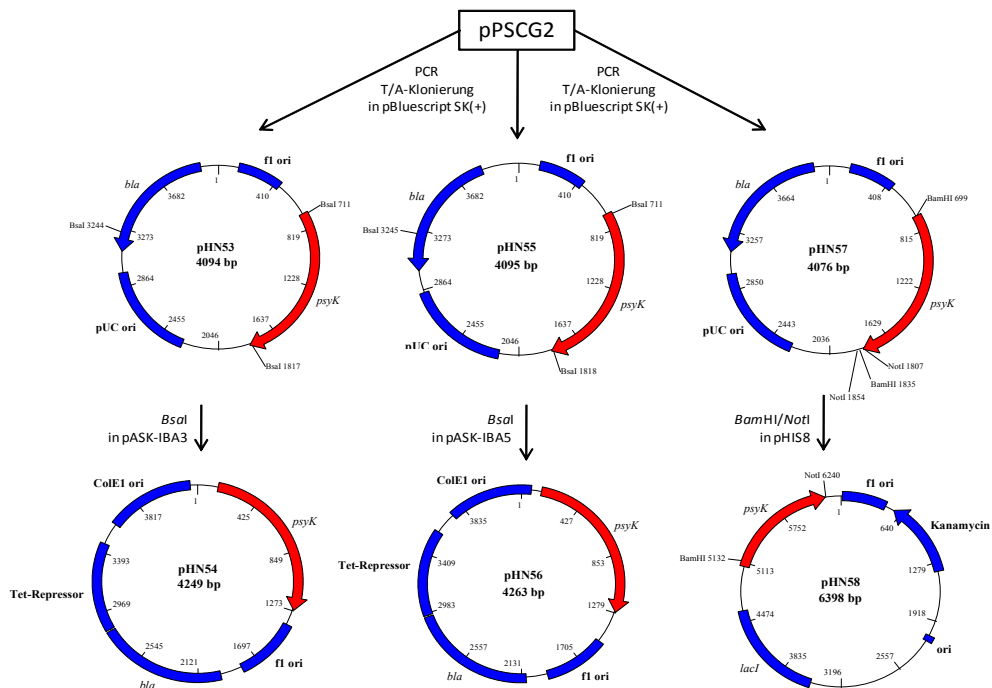 pPSCG2
PCR
T/A-Klonierung
in pBluescript SK(+)
PCR
T/A-Klonierung
in pBluescript SK(+)
f1 ori
1
410
bla
3682
BsaI 711
BsaI 3244
3273
819
pHN53
4094 bp
2864
1228
psyK
pUC ori
2455
1637
2046
BsaI 1817
f1 ori
1
410
bla
3682
BsaI 711
BsaI 3245
3273
819
pHN55
4095 bp
2864
1228
psyK
pUC ori
2455
1637
2046
BsaI 1818
f1 ori
1
408
bla
3664
BamHI 699
3257
815
pHN57
4076 bp
2850
1222
psyK
pUC ori
2443
1629
2036
NotI 1807
BamHI 1835
NotI 1854
BsaI
in pASK-IBA3
BsaI
in pASK-IBA5
BamHI/NotI
in pHIS8
ColE1 ori
1
3817
425
psyK
3393
849
pHN54
4249 bp
Tet-Repressor
2969
1273
2545
1697
2121
f1 ori
bla
ColE1 ori
1
3835
427
psyK
3409
853
Tet-Repressor
pHN56
4263 bp
2983
1279
2557
1705
2131
f1 ori
bla
NotI 6240
f1 ori
psyK
1
640
Kanamycin
5752
BamHI 5132
5113
1279
pHN58
6398 bp
4474
1918
ori
lacI
3835
2557
3196